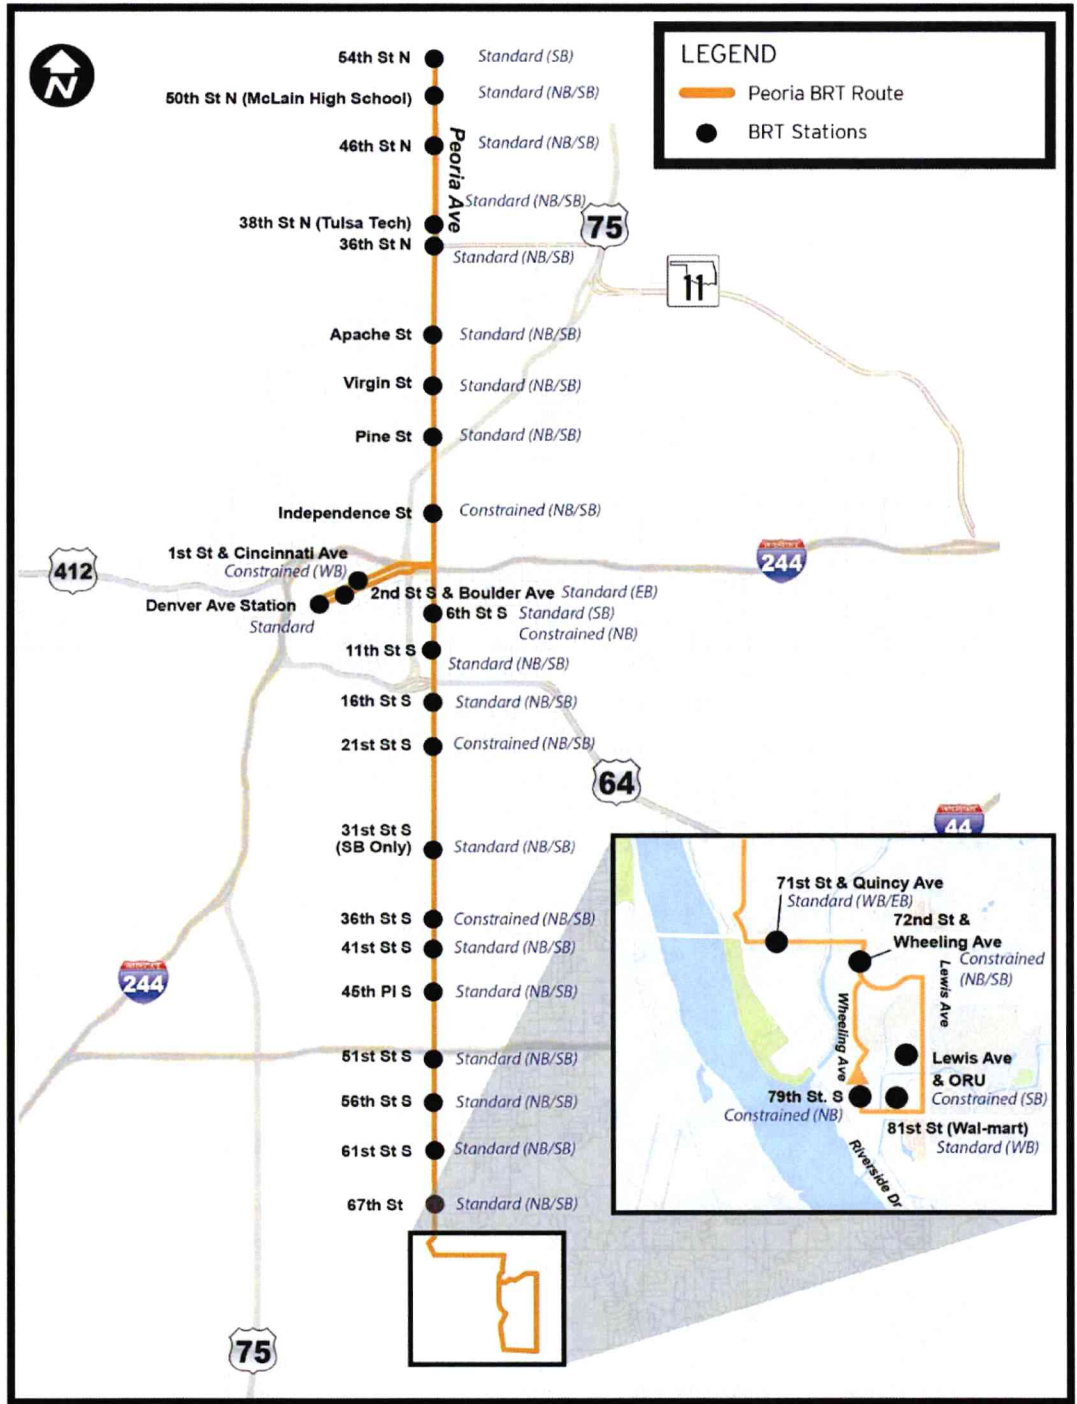 N
LEGEND
Peoria BRT Route
BRT Stations
54th St N Standard (SB)
50th St N (McLain High School) Standard (NB/SB)
46th St N Standard (NB/SB)
Peoria Ave
38th St N (Tulsa Tech) Standard (NB/SB)
36th St N Standard (NB/SB)
75
11
Apache St Standard (NB/SB)
Virgin St Standard (NB/SB)
Pine St Standard (NB/SB)
Independence St Constrained (NB/SB)
412
INTERSTATE
244
1st St & Cincinnati Ave
Constrained (WB)
2nd St S & Boulder Ave Standard (EB)
Denver Ave Station
Standard
6th St S Standard (SB)
Constrained (NB)
11th St S Standard (NB/SB)
16th St S Standard (NB/SB)
21st St S Constrained (NB/SB)
64
INTERSTATE
44
31st St S
(SB Only) Standard (NB/SB)
36th St S Constrained (NB/SB)
41st St S Standard (NB/SB)
45th Pl S Standard (NB/SB)
INTERSTATE
244
51st St S Standard (NB/SB)
56th St S Standard (NB/SB)
61st St S Standard (NB/SB)
67th St Standard (NB/SB)
75
71st St & Quincy Ave
Standard (WB/EB)
72nd St &
Wheeling Ave
Constrained
(NB/SB)
Lewis Ave
Wheeling Ave
Lewis Ave
& ORU
Constrained (SB)
79th St. S
Constrained (NB)
81st St (Wal-mart)
Standard (WB)
Riverside Dr